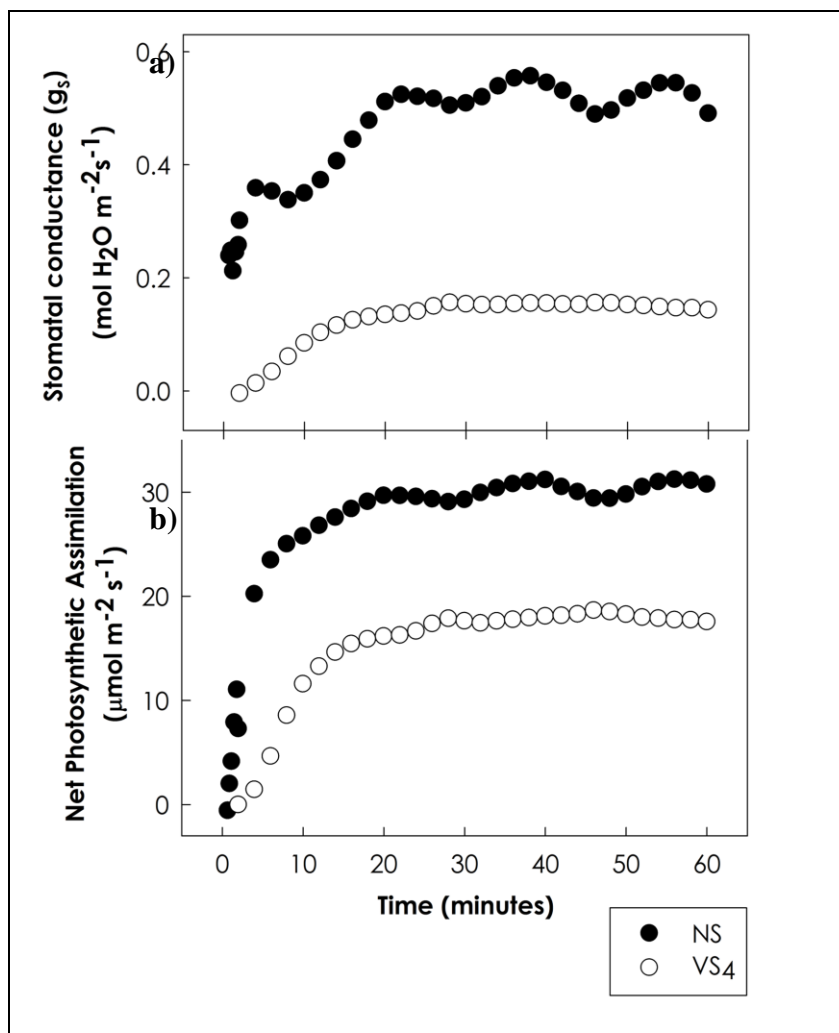 a)
Stomatal conductance (gs)
(mol H2O m-2s-1)
0.6
0.4
0.2
0.0
b)
Net Photosynthetic Assimilation
(μmol m-2 s-1)
30
20
10
0
0 10 20 30 40 50 60
Time (minutes)
NS
VS4